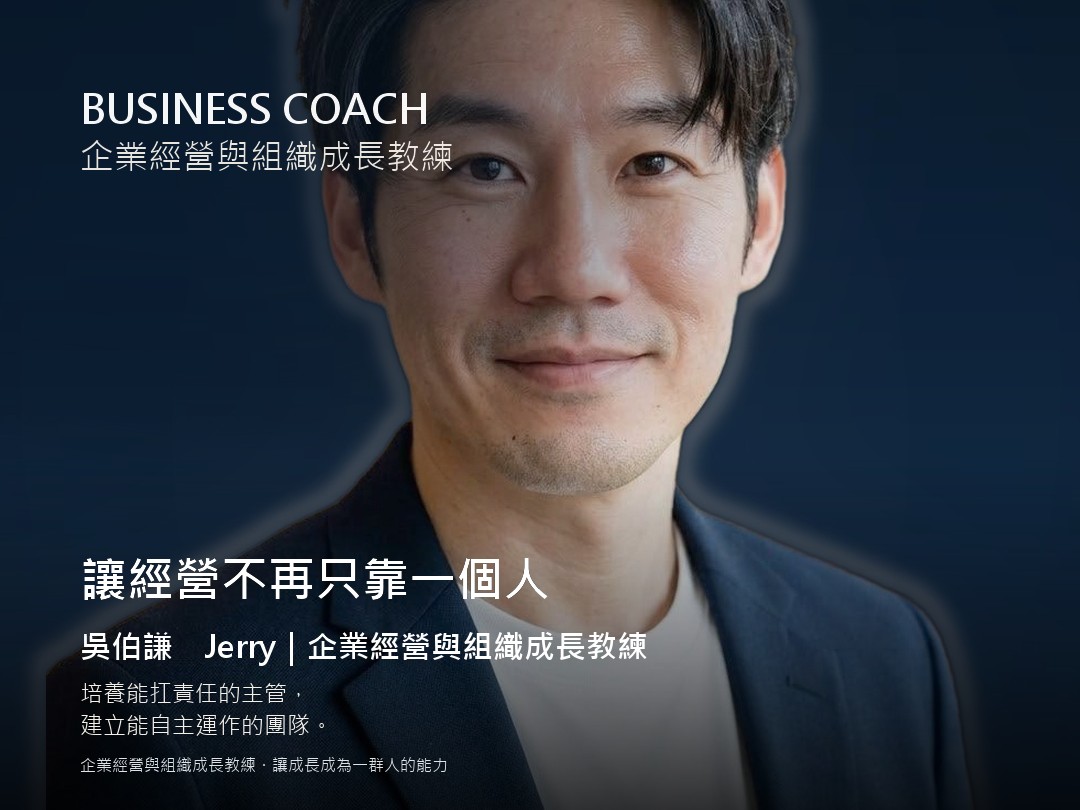 BUSINESS COACH
企業經營與組織成長教練
讓經營不再只靠一個人
吳伯謙　Jerry｜企業經營與組織成長教練
培養能扛責任的主管，
建立能自主運作的團隊。
企業經營與組織成長教練．讓成長成為一群人的能力